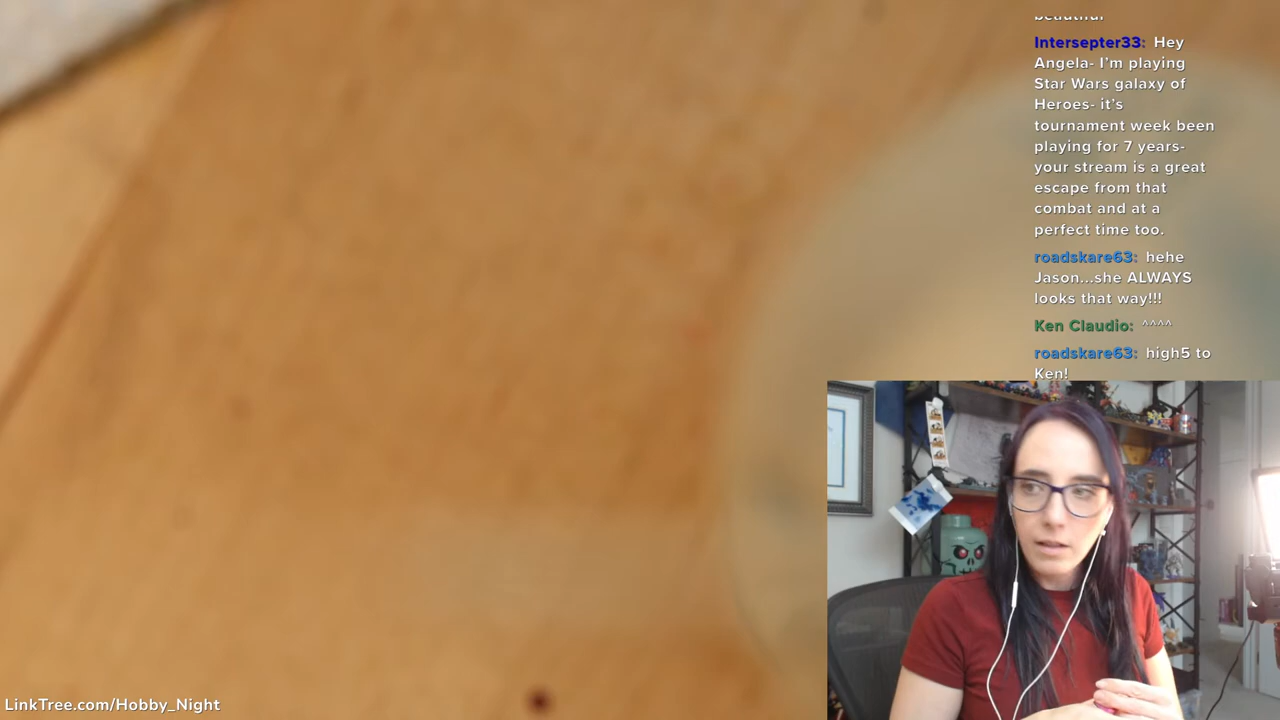 beautiful
Intersepter33: Hey
Angela- I'm playing
Star Wars galaxy of
Heroes- it's
tournament week been
playing for 7 years-
your stream is a great
escape from that
combat and at a
perfect time too.
roadskare63: hehe
Jason...she ALWAYS
looks that way!!!
Ken Claudio: ^^^^
roadskare63: high5 to
Ken!
LinkTree.com/Hobby_Night